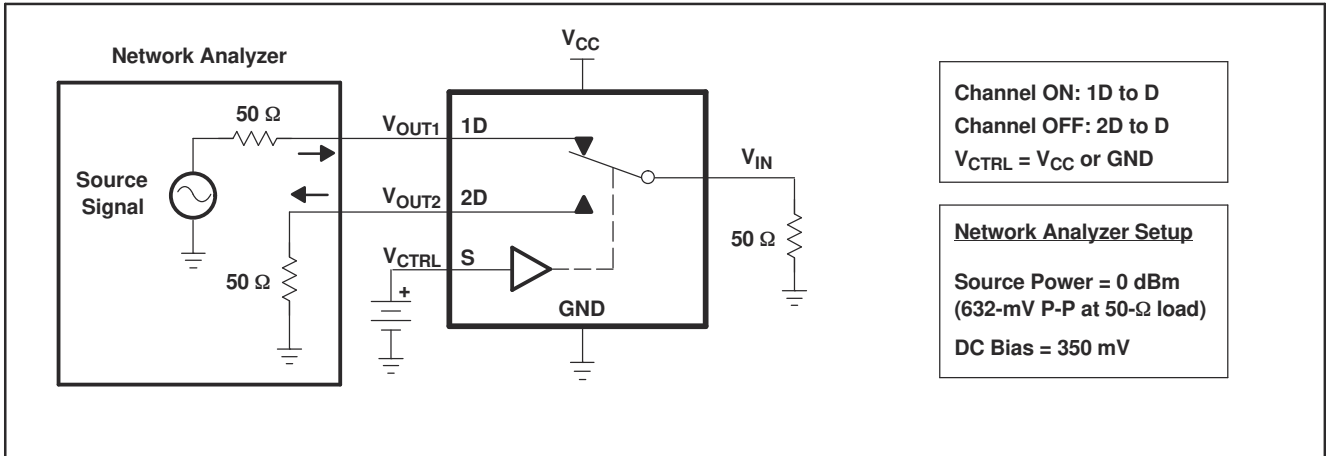 Network Analyzer
V_CC
50 Ω
V_OUT1 1D
Source
Signal
V_OUT2 2D
V_IN
50 Ω
V_CTRL S
+
50 Ω
GND
Channel ON: 1D to D
Channel OFF: 2D to D
V_CTRL = V_CC or GND
Network Analyzer Setup
Source Power = 0 dBm
(632-mV P-P at 50-Ω load)
DC Bias = 350 mV